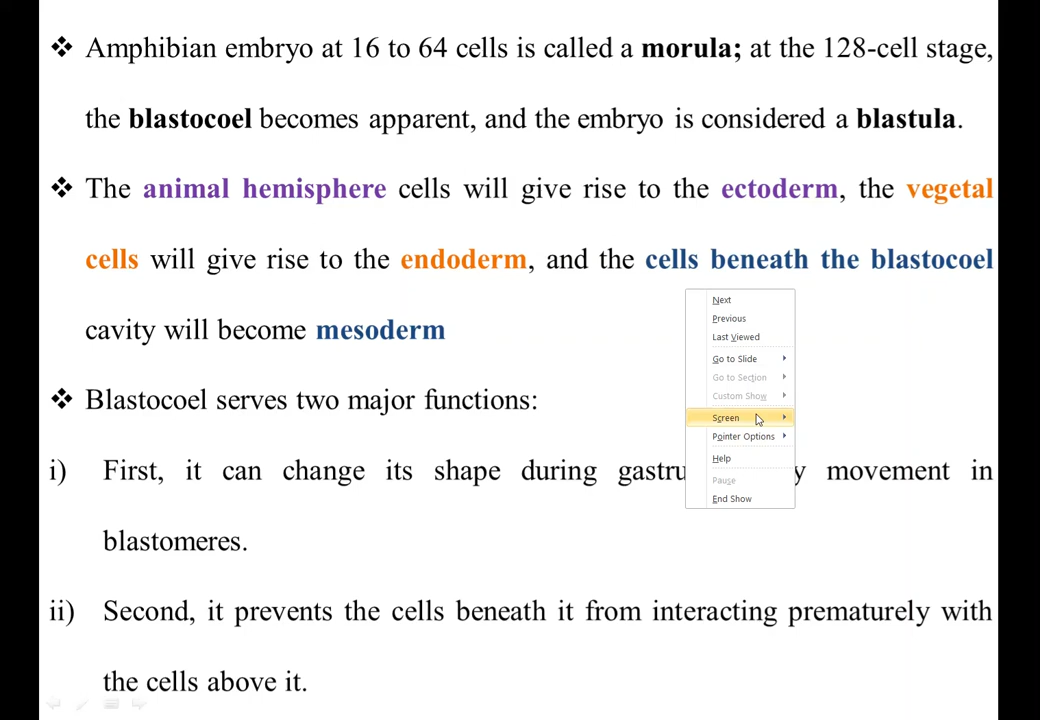 ❖ Amphibian embryo at 16 to 64 cells is called a morula; at the 128-cell stage,
the blastocoel becomes apparent, and the embryo is considered a blastula.
❖ The animal hemisphere cells will give rise to the ectoderm, the vegetal
cells will give rise to the endoderm, and the cells beneath the blastocoel
cavity will become mesoderm
❖ Blastocoel serves two major functions:
i) First, it can change its shape during gastru y movement in
blastomeres.
ii) Second, it prevents the cells beneath it from interacting prematurely with
the cells above it.
Next
Previous
Last Viewed
Go to Slide
Go to Section
Custom Show
Screen
Pointer Options
Help
Pause
End Show